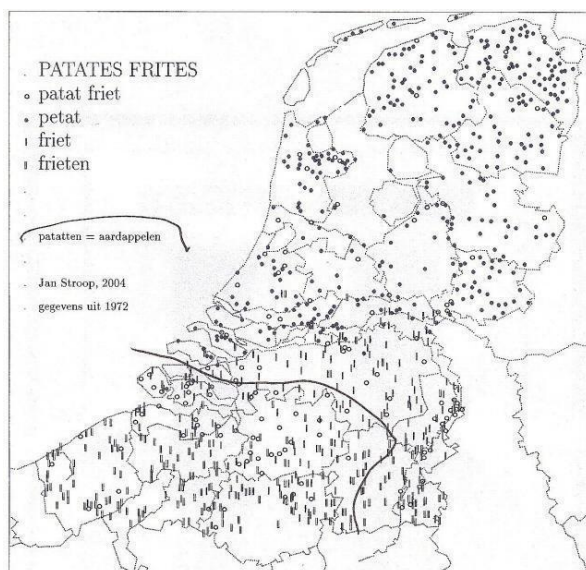 PATATES FRITES
patat friet
petat
friet
frieten
patatten = aardappelen
Jan Stroop, 2004
gegevens uit 1972